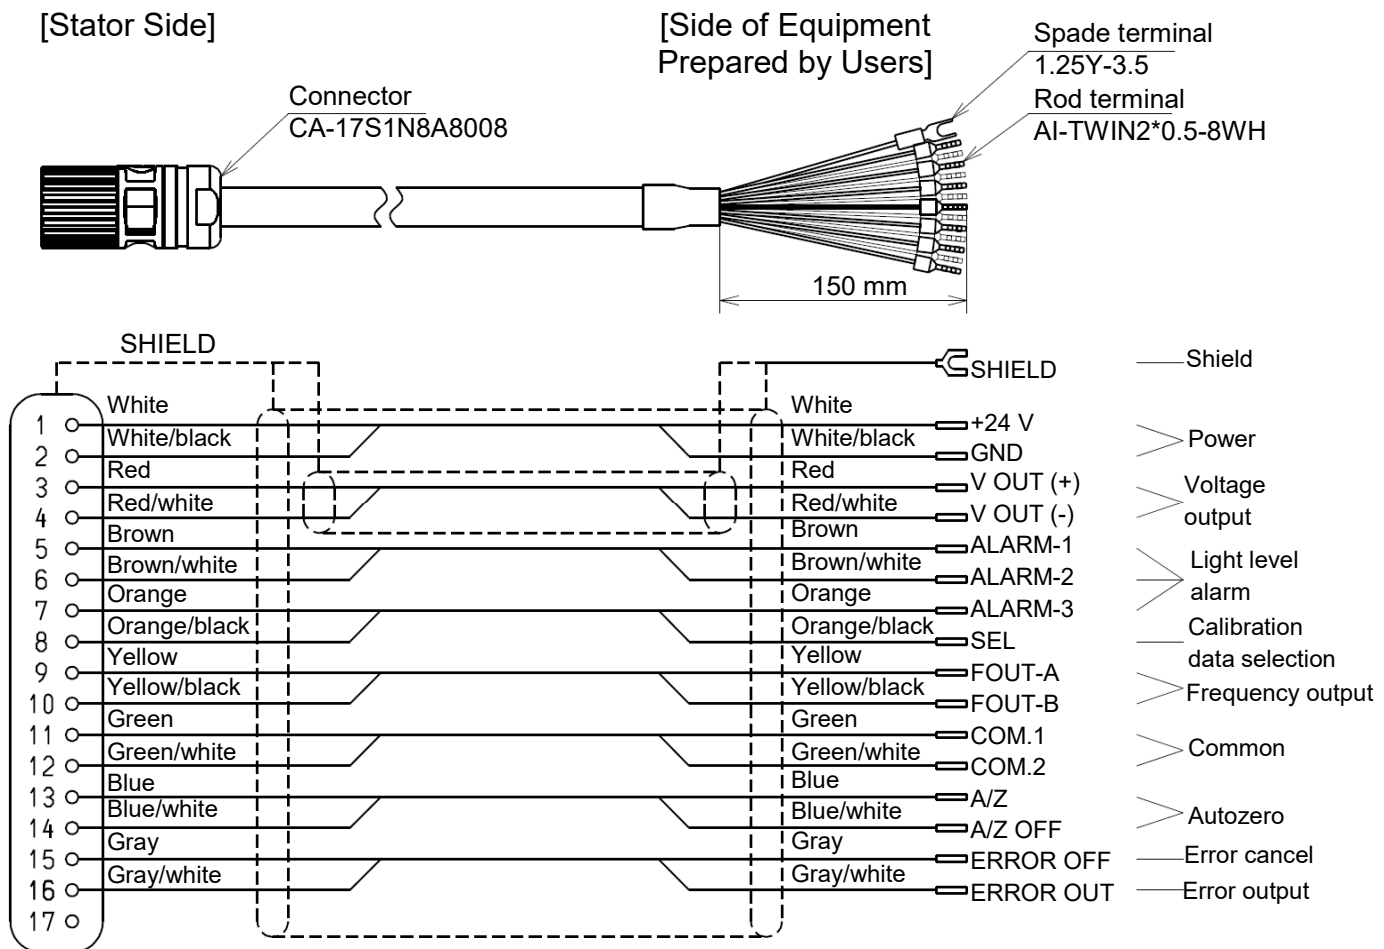 [Stator Side]
[Side of Equipment
Prepared by Users]
Spade terminal
1.25Y-3.5
Rod terminal
AI-TWIN2*0.5-8WH
Connector
CA-17S1N8A8008
150 mm
SHIELD
SHIELD
Shield
1 White White +24 V
2 White/black White/black GND
Power
3 Red Red V OUT (+)
4 Red/white Red/white V OUT (-)
Voltage
output
5 Brown Brown ALARM-1
6 Brown/white Brown/white ALARM-2
7 Orange Orange ALARM-3
Light level
alarm
8 Orange/black Orange/black SEL
Calibration
data selection
9 Yellow Yellow FOUT-A
10 Yellow/black Yellow/black FOUT-B
Frequency output
11 Green Green COM.1
12 Green/white Green/white COM.2
Common
13 Blue Blue A/Z
14 Blue/white Blue/white A/Z OFF
Autozero
15 Gray Gray ERROR OFF
Error cancel
16 Gray/white Gray/white ERROR OUT
Error output
17